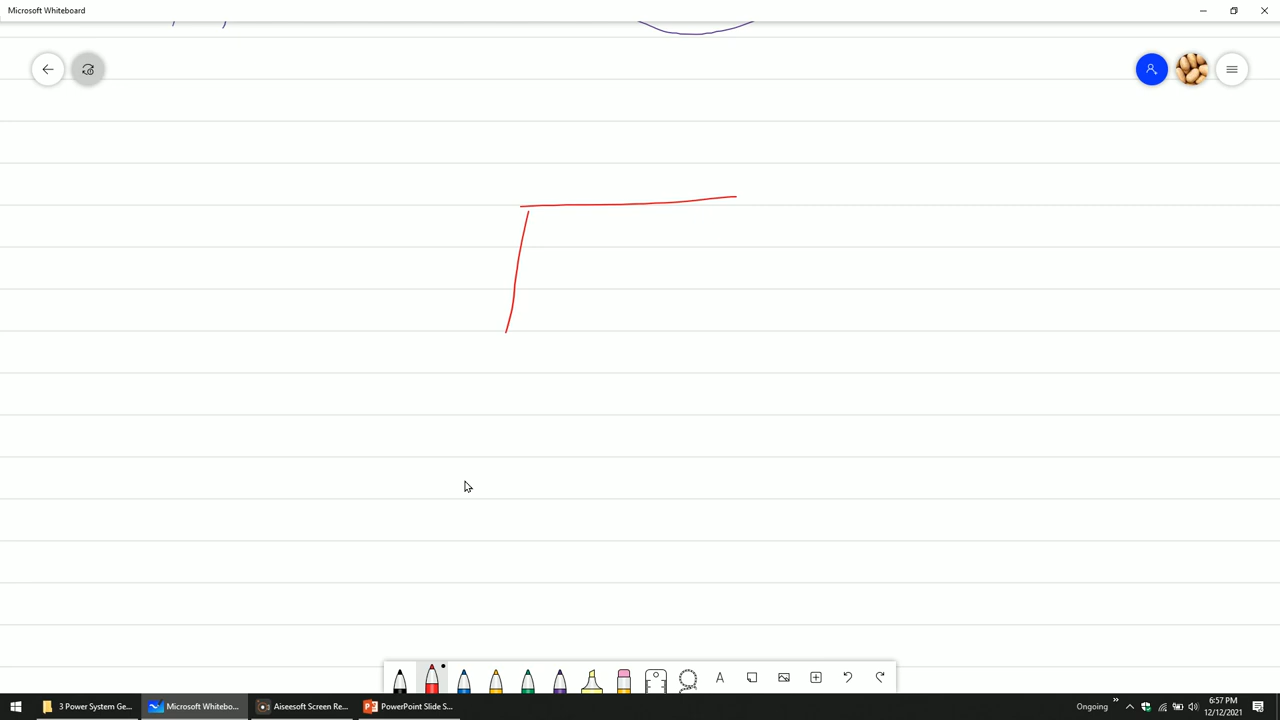 Microsoft Whiteboard
A
3 Power System Ge...
Microsoft Whitebo...
Aiseesoft Screen Re...
PowerPoint Slide S...
Ongoing
6:57 PM
12/12/2021